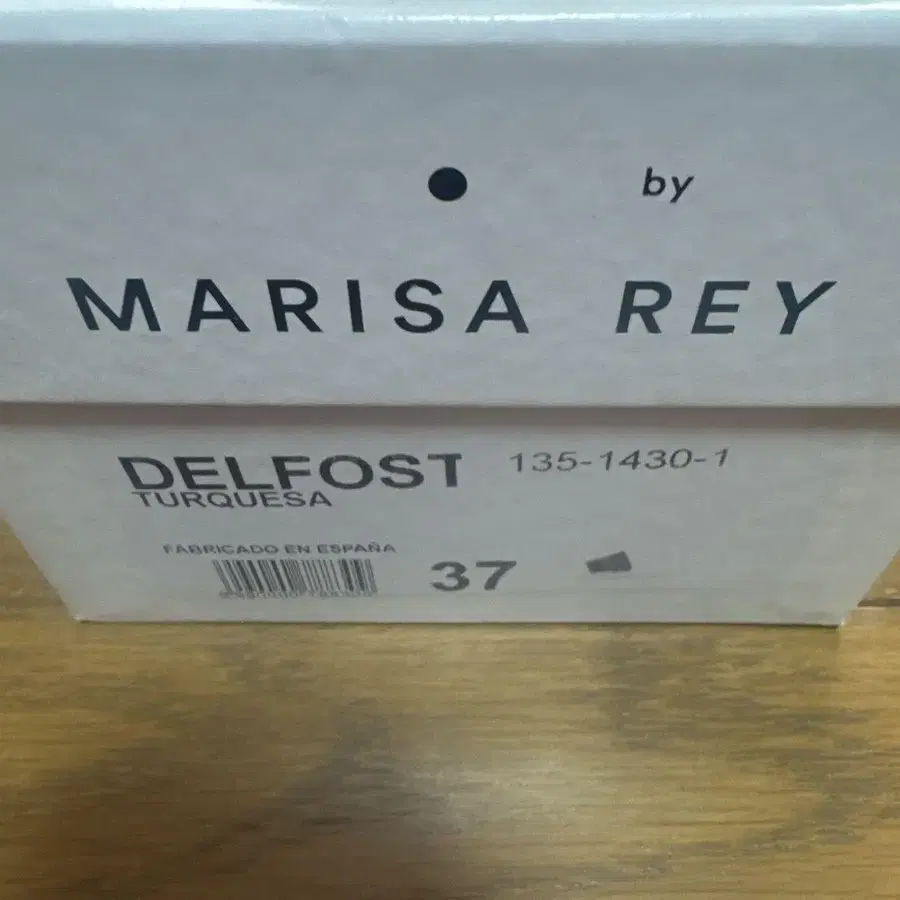 by
MARISA REY
DELFOST 135-1430-1
TURQUESA
FABRICADO EN ESPAÑA
37